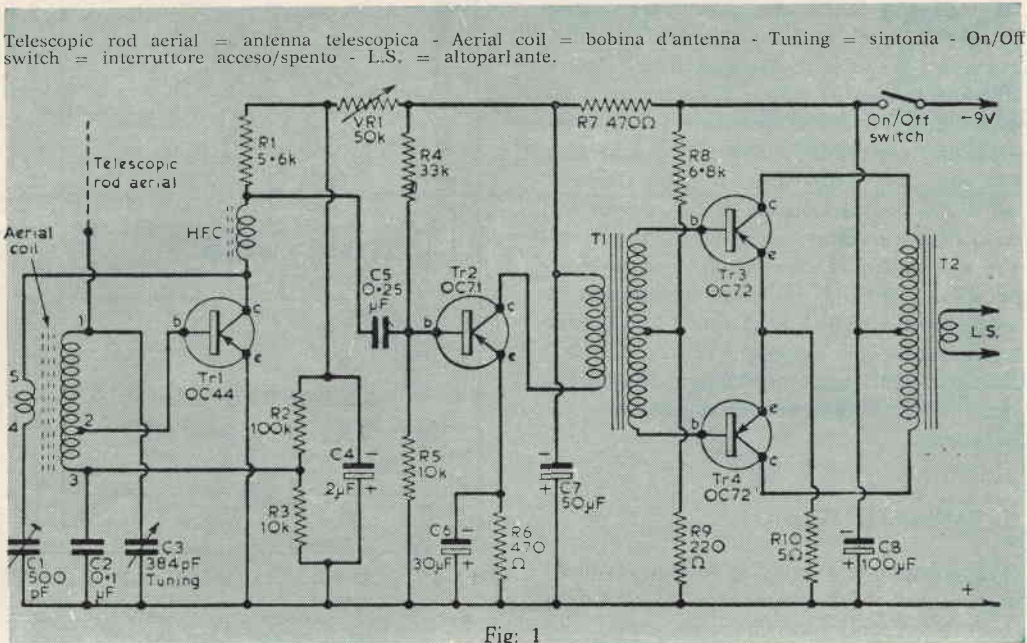 Telescopic rod aerial = antenna telescopica - Aerial coil = bobina d'antenna - Tuning = sintonia - On/Off
switch = interruttore acceso/spento - L.S. = altoparlante.
R1
5·6k
VR1
50k
R4
33k
R7 470Ω
R8
6·8k
On/Off
switch
-9V
Telescopic
rod aerial
H.F.C
Aerial
coil
C5
0·25
µF
Tr2
OC71
T1
b
c
e
Tr3
OC72
T2
L.S.
1
2
3
4
5
b
c
e
Tr1
OC44
b
c
e
R2
100k
C4
2µF
- 
+
R3
10k
R5
10k
C6
30µF
-
+
R6
470
Ω
C7
50µF
-
+
b
e
c
Tr4
OC72
R9
220
Ω
R10
5Ω
C8
100µF
-
+
C1
500
pF
C2
0·1
µF
C3
384pF
Tuning
+
Fig: 1